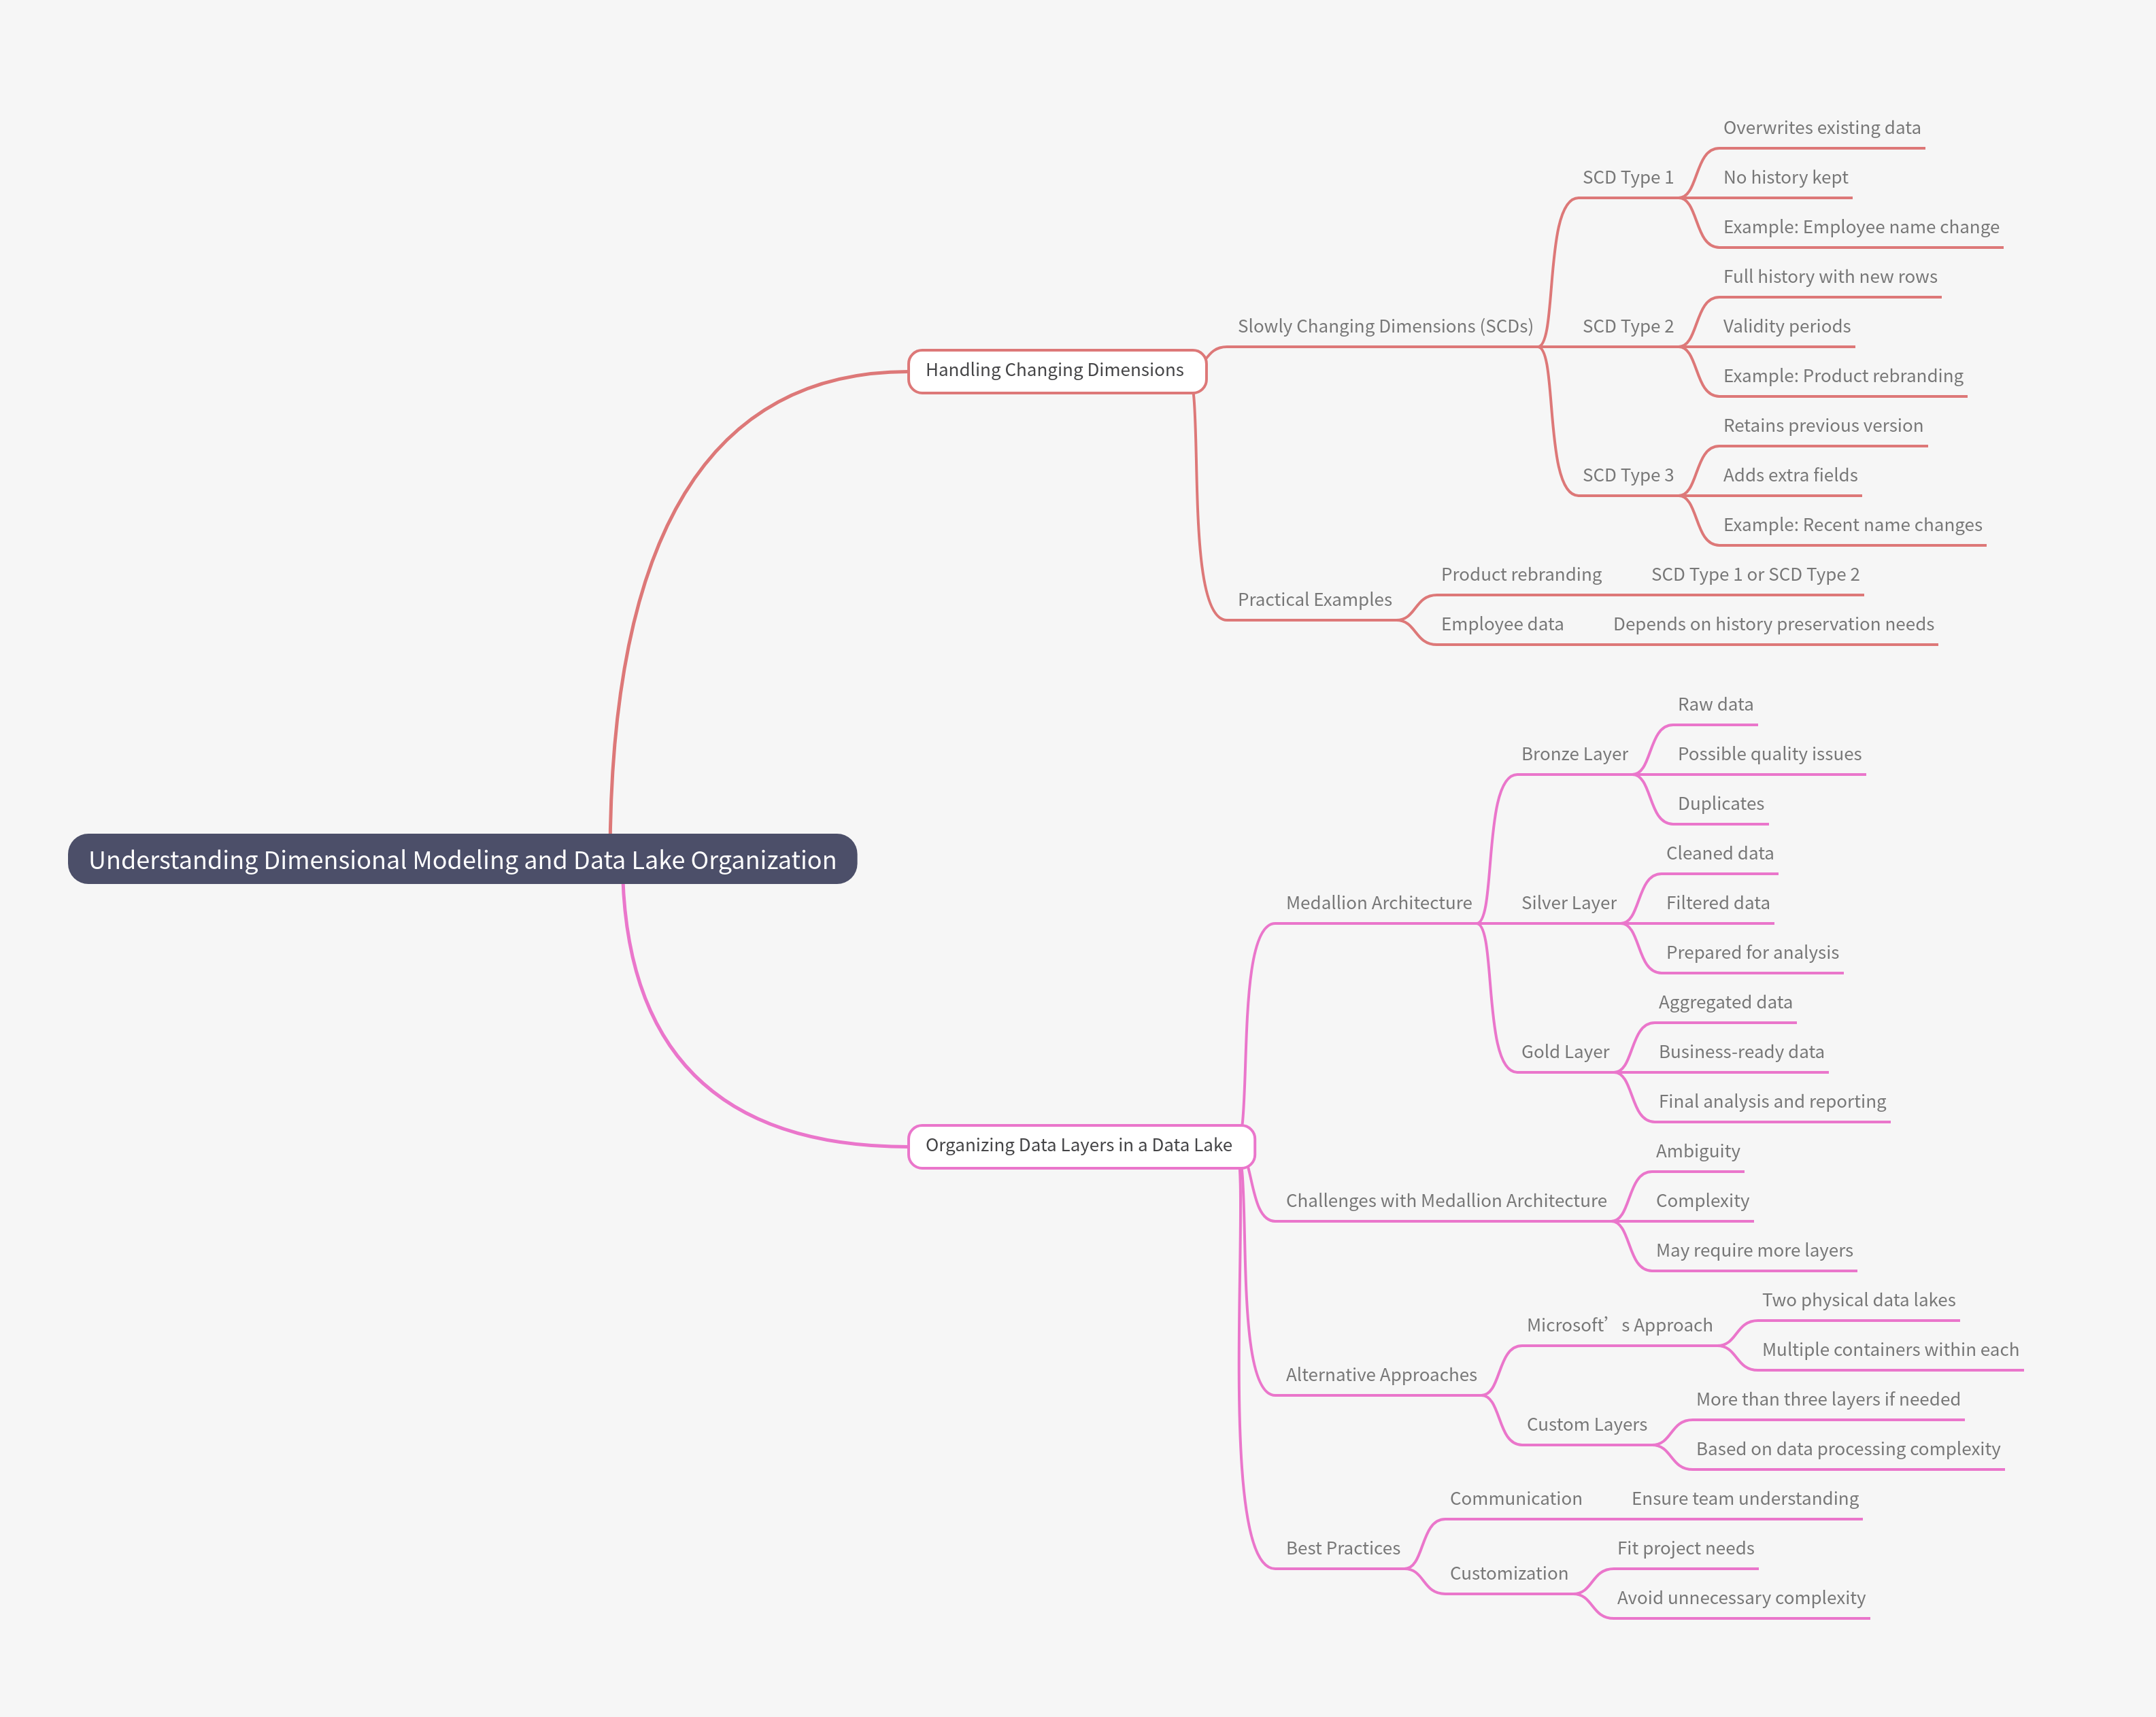 Understanding Dimensional Modeling and Data Lake Organization
Handling Changing Dimensions
Slowly Changing Dimensions (SCDs)
SCD Type 1
Overwrites existing data
No history kept
Example: Employee name change
SCD Type 2
Full history with new rows
Validity periods
Example: Product rebranding
SCD Type 3
Retains previous version
Adds extra fields
Example: Recent name changes
Practical Examples
Product rebranding
SCD Type 1 or SCD Type 2
Employee data
Depends on history preservation needs
Organizing Data Layers in a Data Lake
Medallion Architecture
Bronze Layer
Raw data
Possible quality issues
Duplicates
Silver Layer
Cleaned data
Filtered data
Prepared for analysis
Gold Layer
Aggregated data
Business-ready data
Final analysis and reporting
Challenges with Medallion Architecture
Ambiguity
Complexity
May require more layers
Alternative Approaches
Microsoft’s Approach
Two physical data lakes
Multiple containers within each
Custom Layers
More than three layers if needed
Based on data processing complexity
Best Practices
Communication
Ensure team understanding
Customization
Fit project needs
Avoid unnecessary complexity